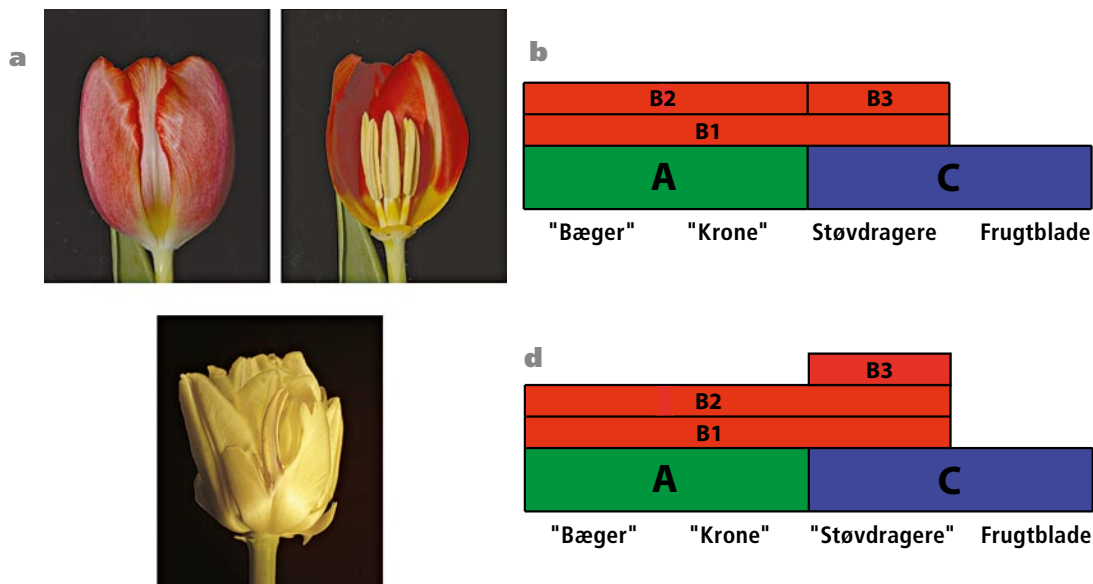 a
b
B2 B3
B1
A C
"Bæger" "Krone" Støvdragere Frugtblade
d
B3
B2
B1
A C
"Bæger" "Krone" "Støvdragere" Frugtblade